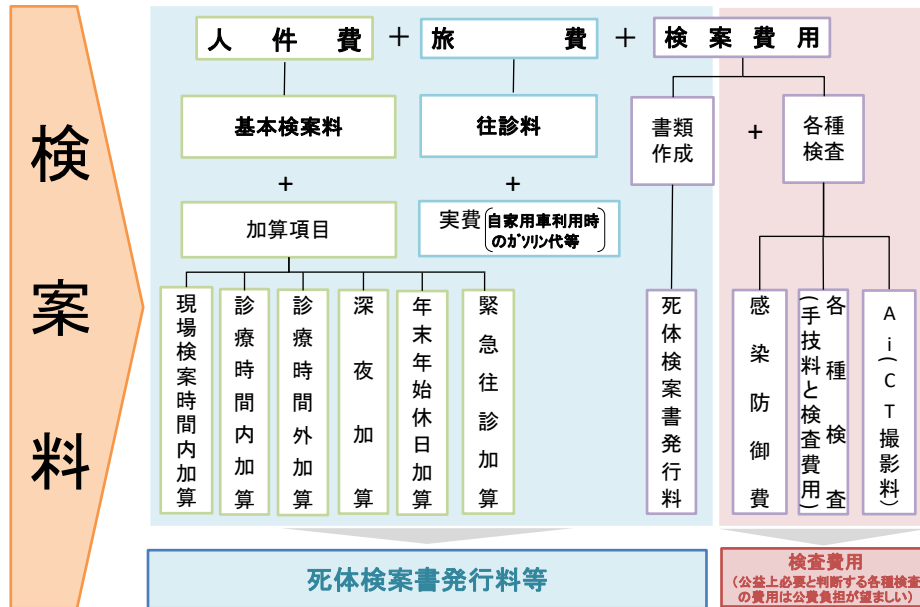 検案料
人件費
+
旅費
+
検案費用
基本検案料
往診料
書類
作成
+
各種
検査
+
+
加算項目
実費(自家用車利用時
のガソリン代等)
現場検案時間内加算
診療時間内加算
診療時間外加算
深夜加算
年末年始休日加算
緊急往診加算
死体検案書発行料
感染防御費
各種検査
(手技料と検査費用)
Ai(CT撮影料)
死体検案書発行料等
検査費用
(公益上必要と判断する各種検査
の費用は公費負担が望ましい)